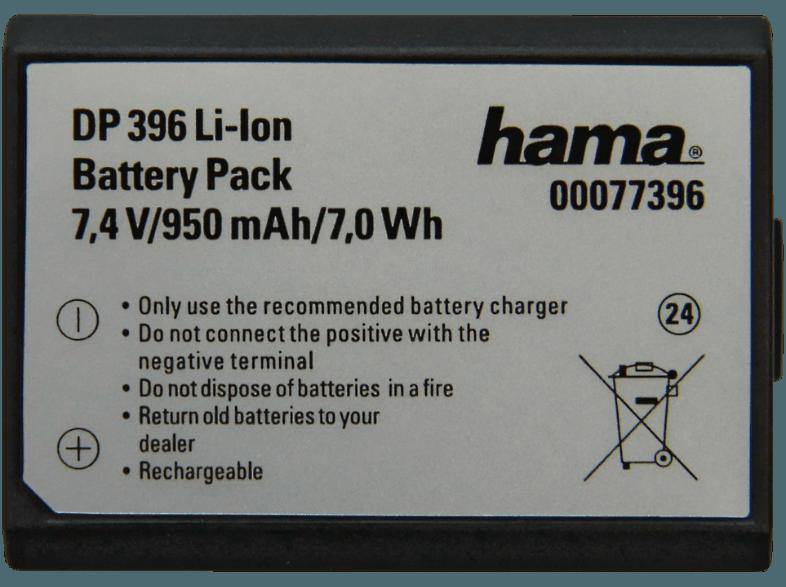 DP 396 Li-Ion
Battery Pack
7,4 V/950 mAh/7,0 Wh
hama®
00077396
24
• Only use the recommended battery charger
• Do not connect the positive with the
negative terminal
• Do not dispose of batteries in a fire
• Return old batteries to your
dealer
• Rechargeable